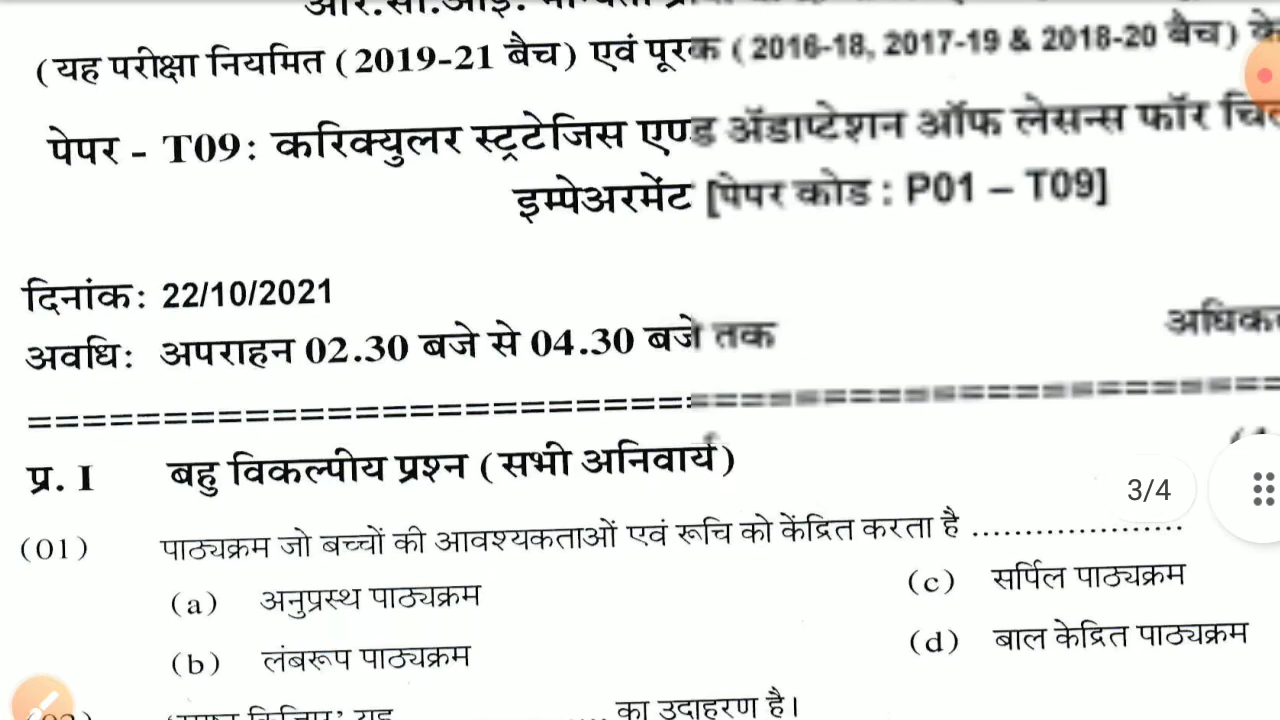 (यह परीक्षा नियमित (2019-21 बैच) एवं पूरक (2016-18, 2017-19 & 2018-20 बैच) के
पेपर - T09: करिक्युलर स्ट्रटेजिस एण्ड अ‍ॅडाप्टेशन ऑफ लेसन्स फॉर
इम्पेअरमेंट [पेपर कोड : P01 – T09]
दिनांक: 22/10/2021
अवधि: अपराहन 02.30 बजे से 04.30 बजे तक
==================================================
प्र. I बहु विकल्पीय प्रश्न (सभी अनिवार्य)
3/4
(01) पाठ्यक्रम जो बच्चों की आवश्यकताओं एवं रूचि को केंद्रित करता है .....................
(a) अनुप्रस्थ पाठ्यक्रम (c) सर्पिल पाठ्यक्रम
(b) लंबरूप पाठ्यक्रम (d) बाल केद्रित पाठ्यक्रम
का उदाहरण है।